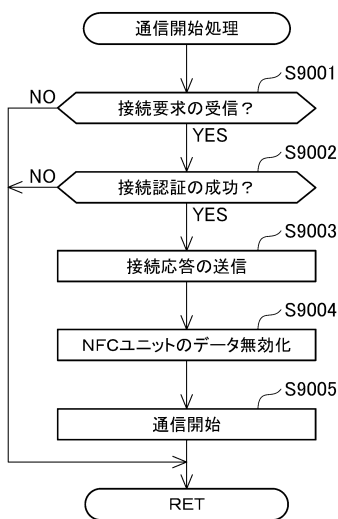 通信開始処理
S9001
NO
接続要求の受信？
YES
S9002
NO
接続認証の成功？
YES
S9003
接続応答の送信
S9004
NFCユニットのデータ無効化
S9005
通信開始
RET